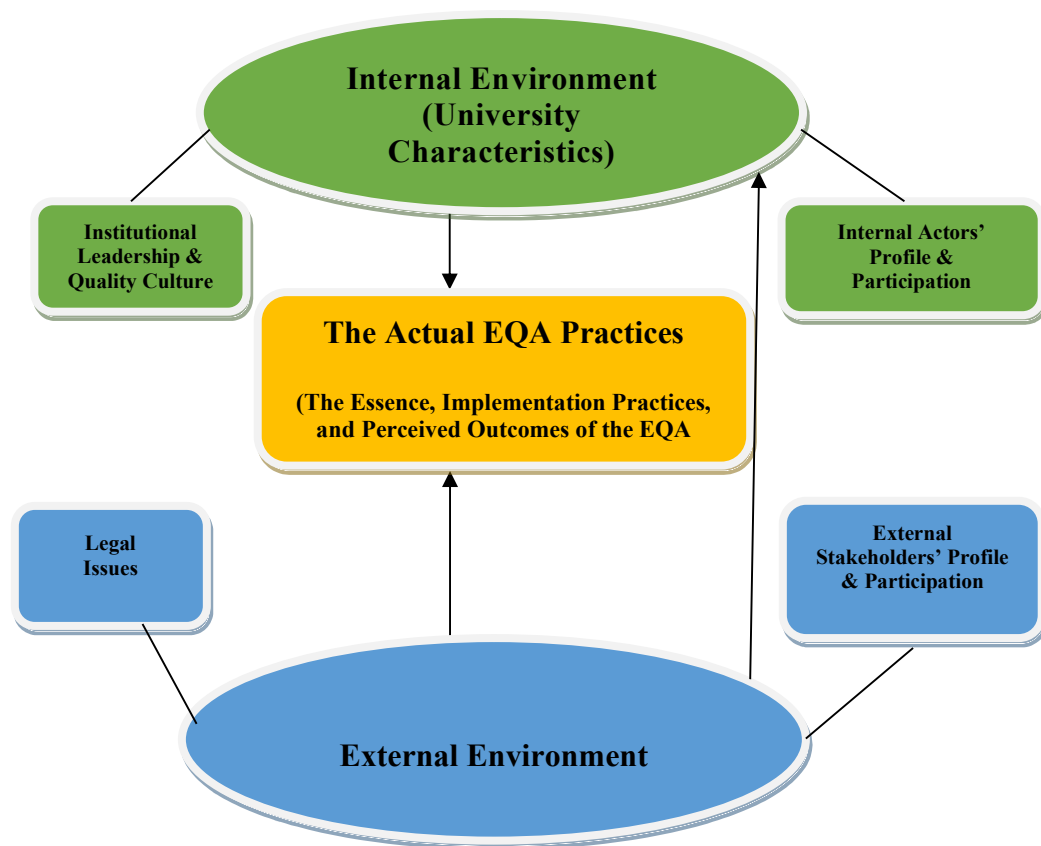 Internal Environment
(University
Characteristics)
Institutional
Leadership &
Quality Culture
Internal Actors’
Profile &
Participation
The Actual EQA Practices
(The Essence, Implementation Practices,
and Perceived Outcomes of the EQA
Legal
Issues
External
Stakeholders’ Profile
& Participation
External Environment